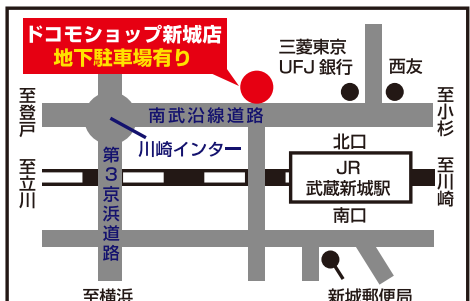 ドコモショップ新城店
地下駐車場有り
三菱東京
UFJ銀行
西友
至登戸
至小杉
南武沿線道路
川崎インター
北口
至立川
第3京浜道路
JR
武蔵新城駅
至川崎
南口
至横浜
新城郵便局